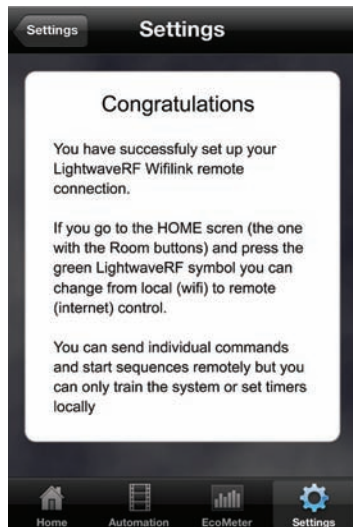 Settings Settings
Congratulations
You have successfuly set up your
LightwaveRF Wifilink remote
connection.
If you go to the HOME scren (the one
with the Room buttons) and press the
green LightwaveRF symbol you can
change from local (wifi) to remote
(internet) control.
You can send individual commands
and start sequences remotely but you
can only train the system or set timers
locally
Home Automation EcoMeter Settings